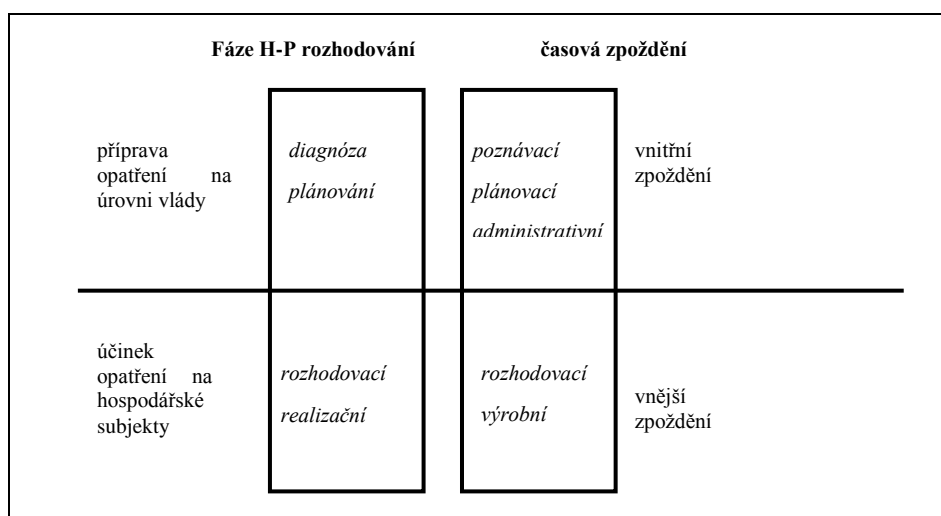 Fáze H-P rozhodování
časová zpoždění
příprava
opatření na
úrovni vlády
diagnóza
plánování
poznávací
plánovací
administrativní
vnitřní
zpoždění
účinek
opatření na
hospodářské
subjekty
rozhodovací
realizační
rozhodovací
výrobní
vnější
zpoždění